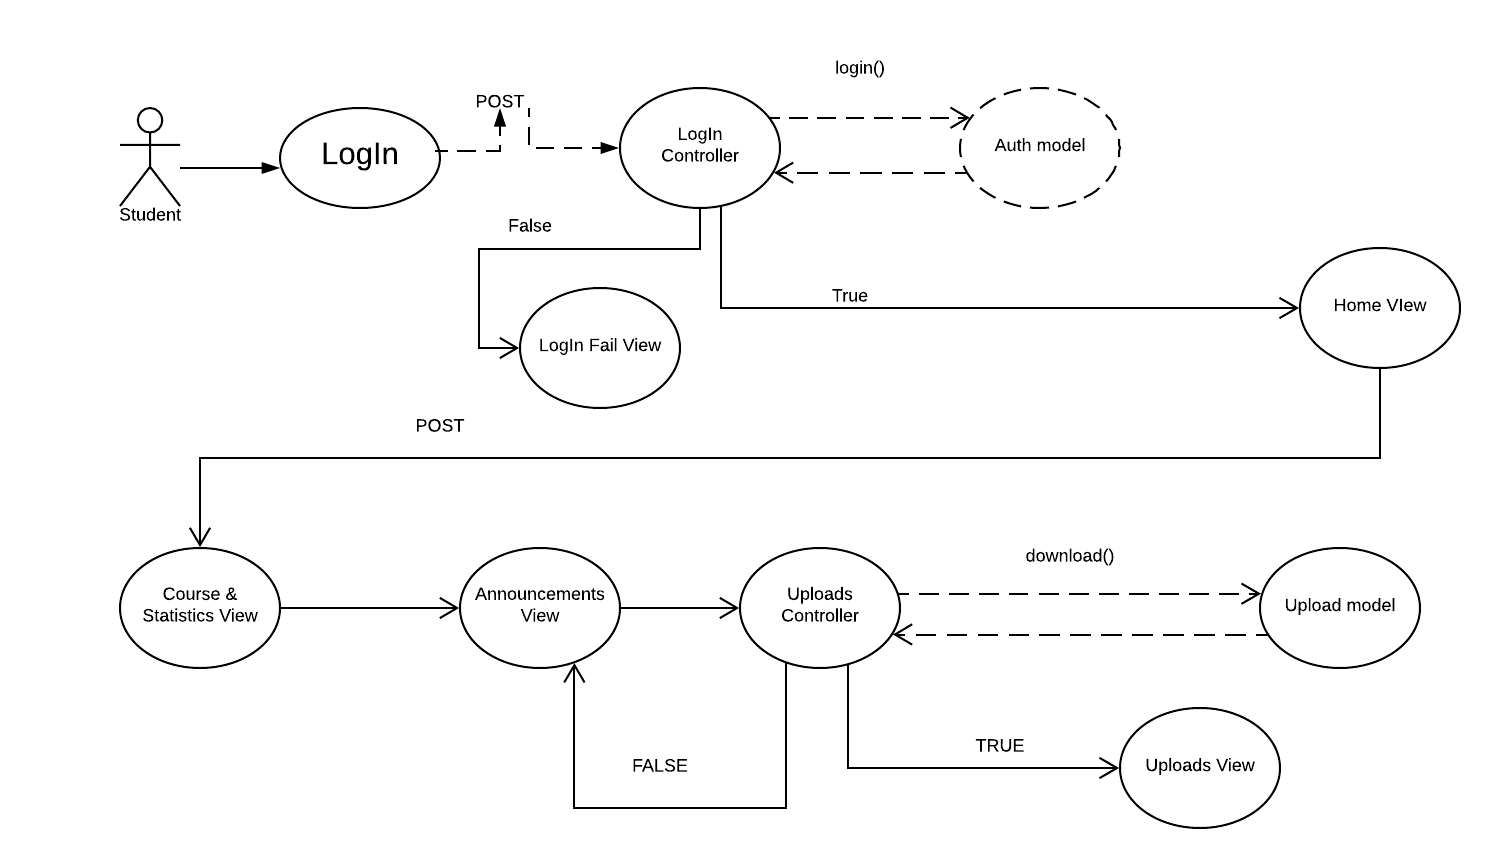 login()
POST
LogIn
LogIn
Controller
Auth model
Student
False
True
Home VIew
LogIn Fail View
POST
download()
Course &
Statistics View
Announcements
View
Uploads
Controller
Upload model
TRUE
FALSE
Uploads View